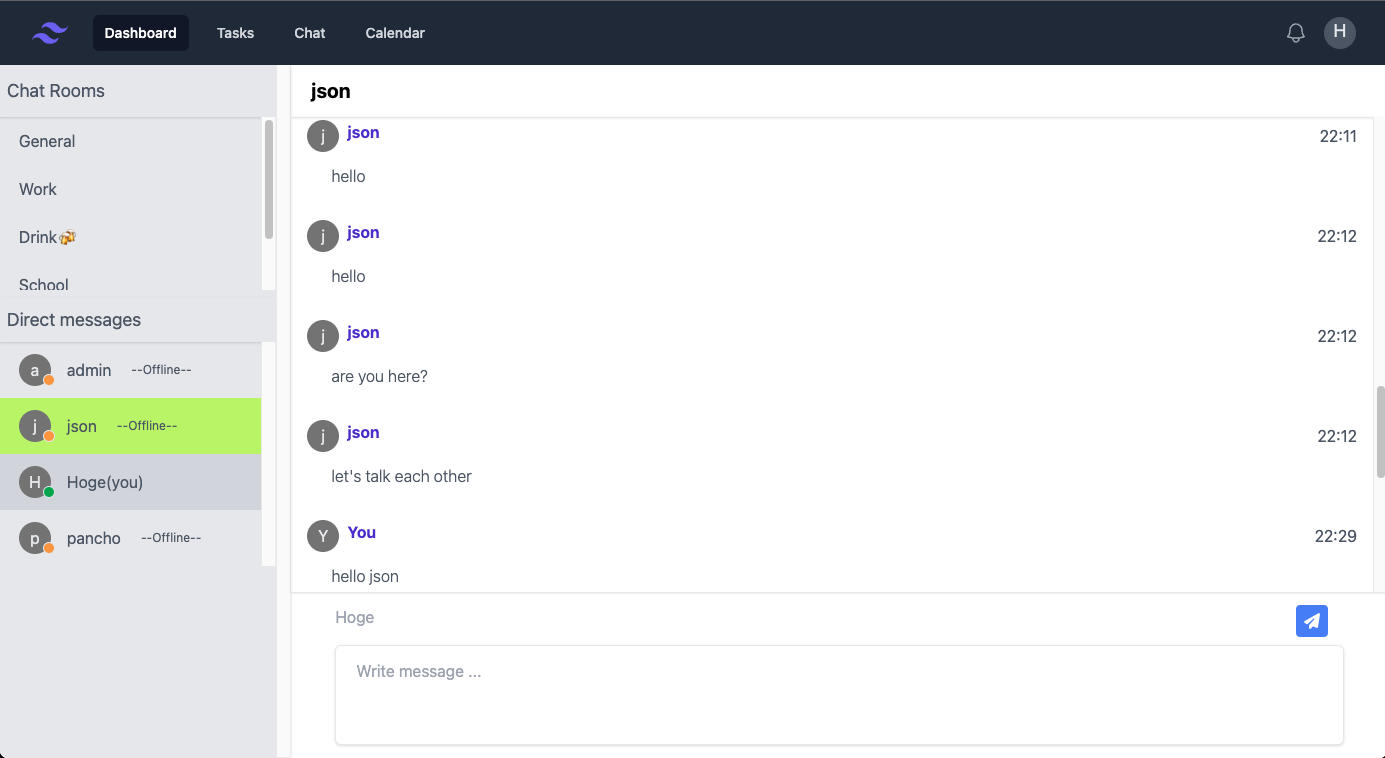 Dashboard Tasks Chat Calendar H
Chat Rooms
General
Work
Drink🍻
School
Direct messages
a admin --Offline--
j json --Offline--
H Hoge(you)
p pancho --Offline--
json
j json 22:11
hello
j json 22:12
hello
j json 22:12
are you here?
j json 22:12
let's talk each other
Y You 22:29
hello json
Hoge
Write message ...